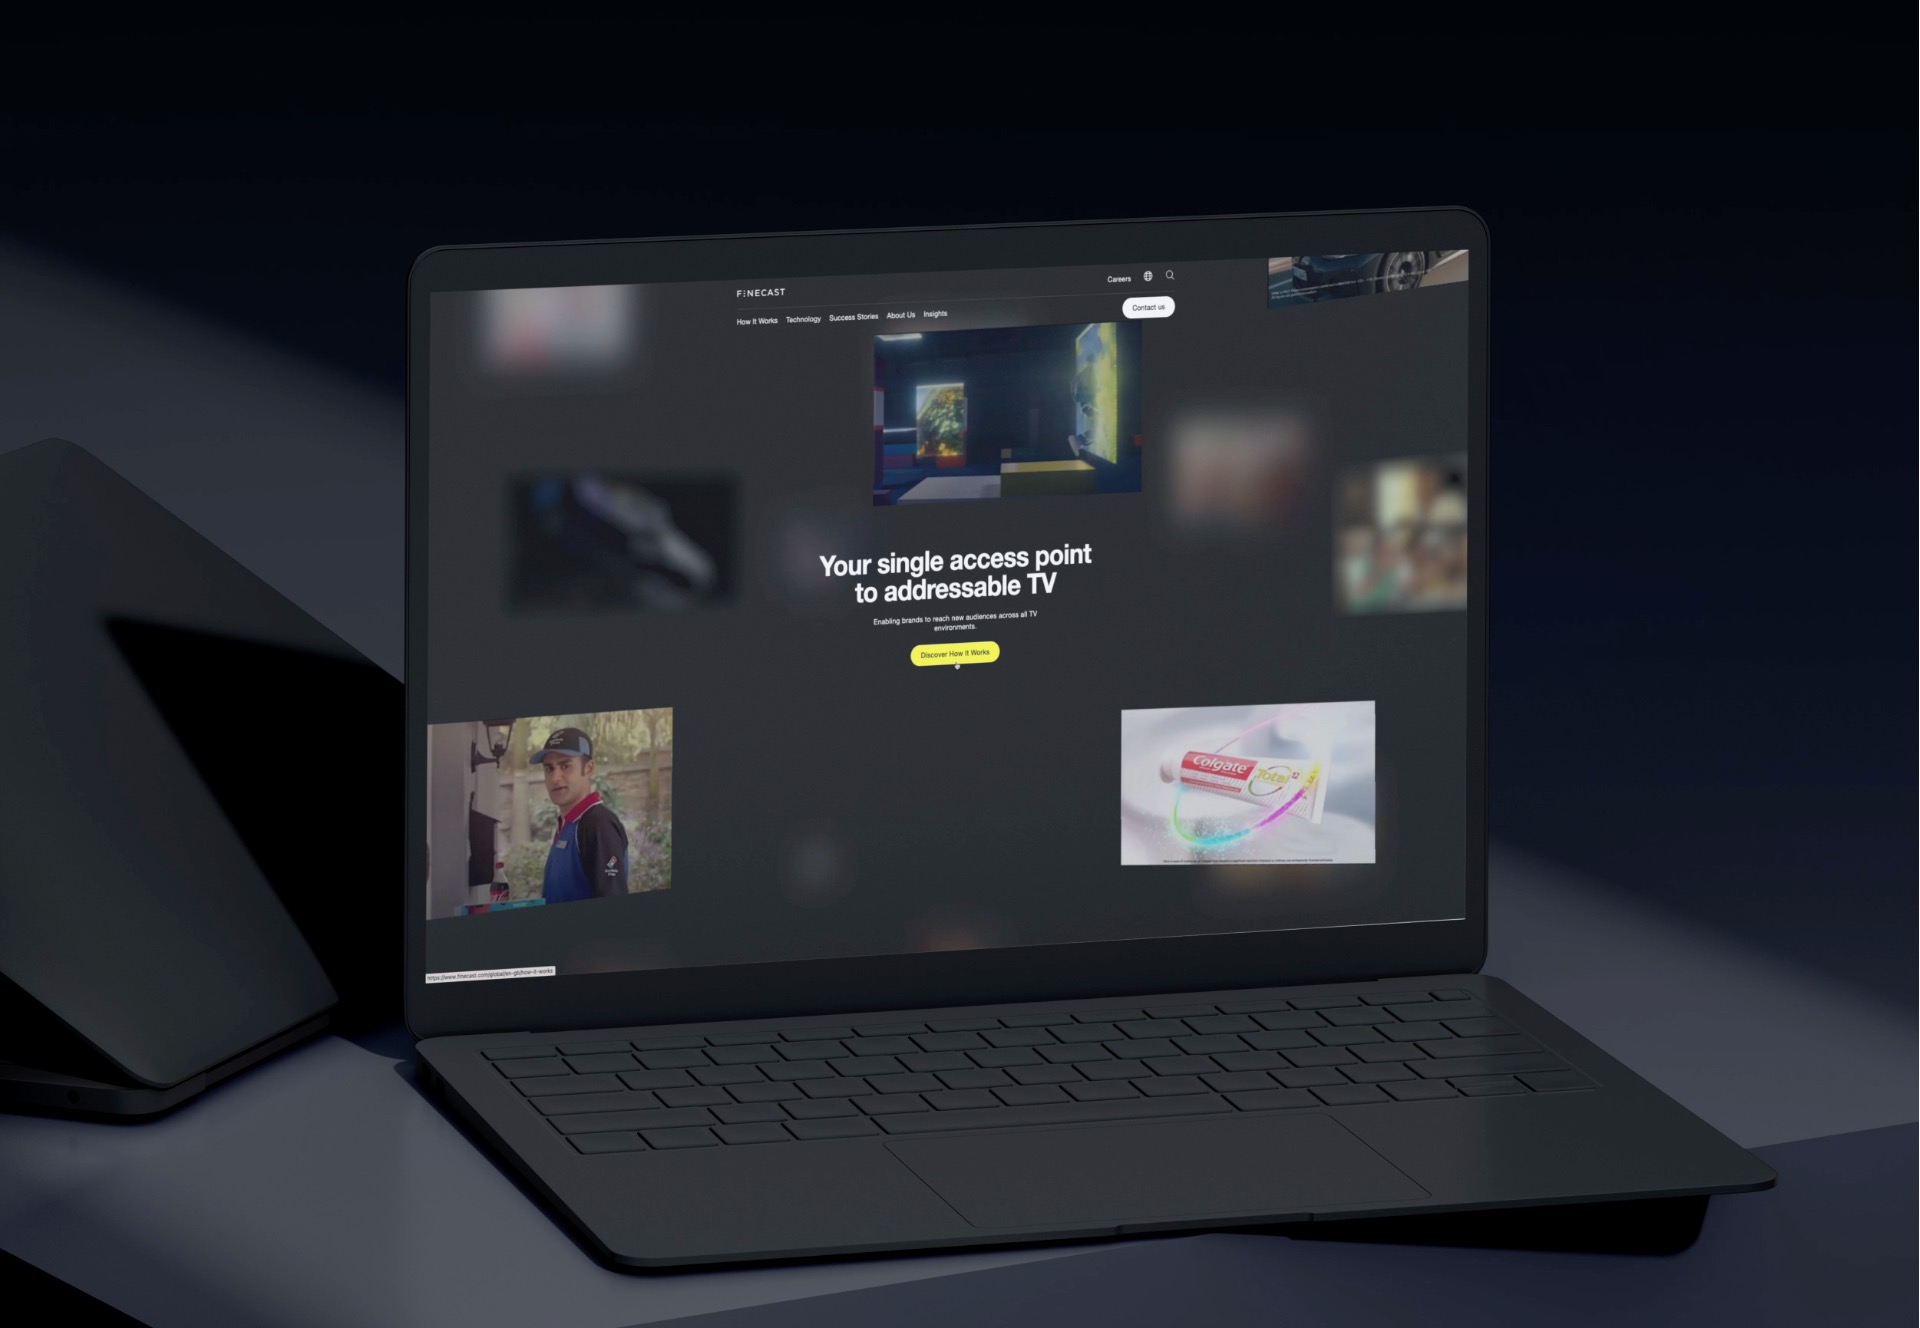 FINECAST
Careers
How It Works Technology Success Stories About Us Insights
Contact us
Your single access point
to addressable TV
Enabling brands to reach new audiences across all TV
environments.
Discover How It Works
Colgate
Total
https://www.finecast.com/global/en-gb/how-it-works